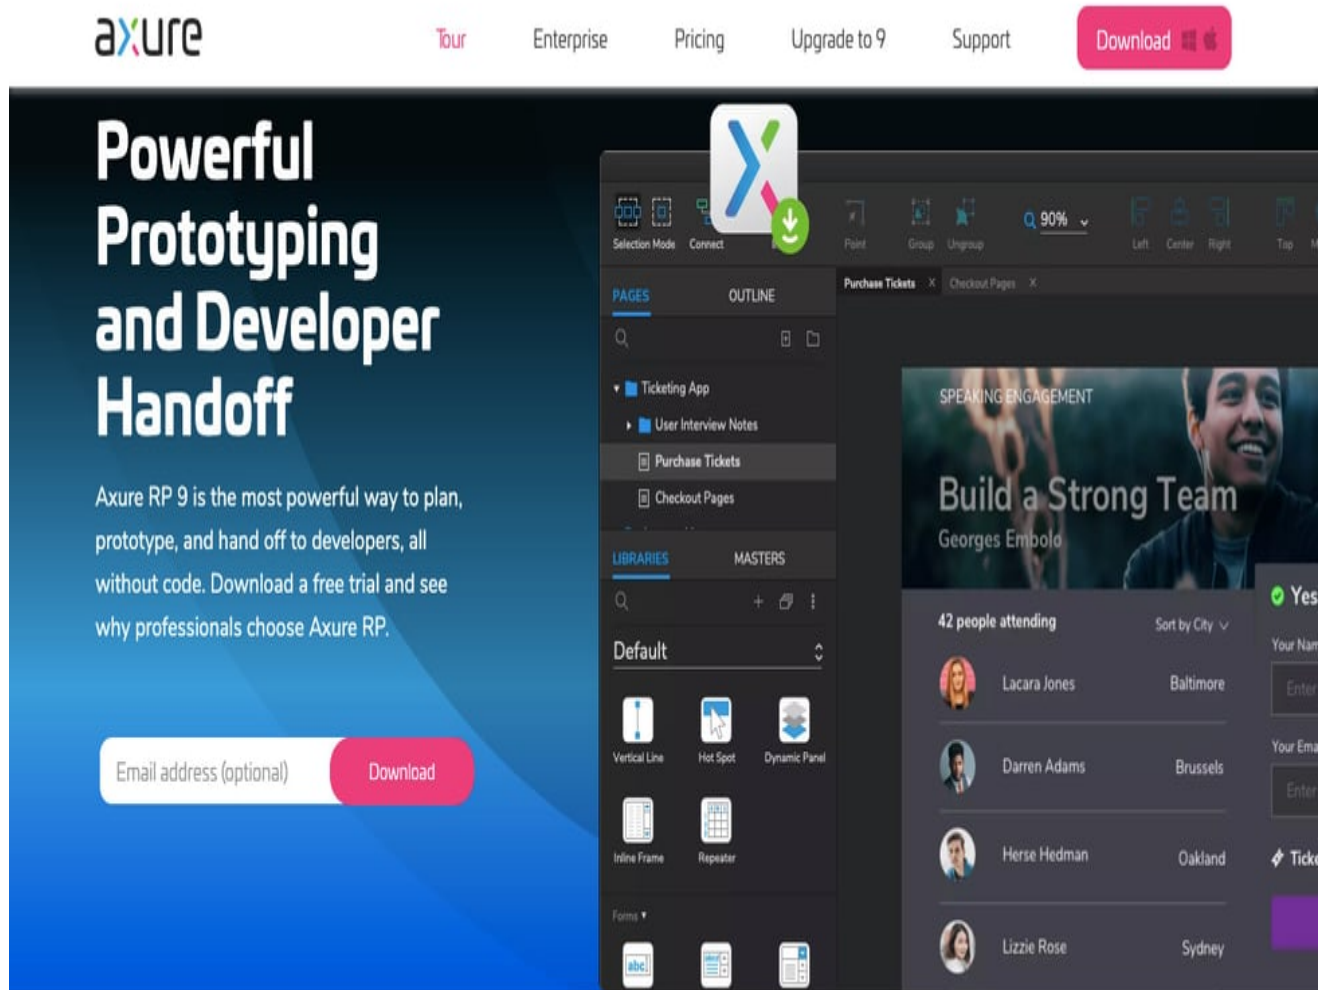 axure
Tour
Enterprise
Pricing
Upgrade to 9
Support
Download
Powerful
Prototyping
and Developer
Handoff
Axure RP 9 is the most powerful way to plan,
prototype, and hand off to developers, all
without code. Download a free trial and see
why professionals choose Axure RP.
Email address (optional)
Download
Selection Mode
Connect
Point
Group
Ungroup
90%
Left
Center
Right
Top
PAGES
OUTLINE
Purchase Tickets X
Checkout Pages X
Ticketing App
User Interview Notes
Purchase Tickets
Checkout Pages
LIBRARIES
MASTERS
Default
Vertical Line
Hot Spot
Dynamic Panel
Inline Frame
Repeater
Forms
abc
SPEAKING ENGAGEMENT
Build a Strong Team
Georges Embolo
42 people attending
Sort by City
Lacara Jones
Baltimore
Darren Adams
Brussels
Herse Hedman
Oakland
Lizzie Rose
Sydney
Yes
Your Nam
Enter
Your Ema
Enter
Ticke